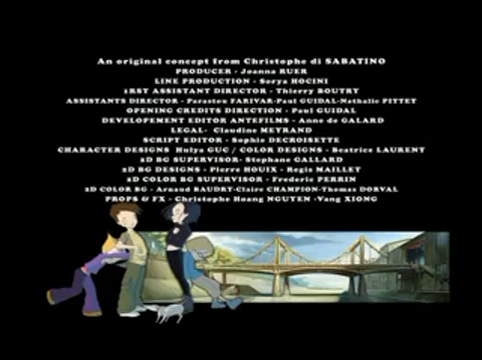 An original concept from Christophe di SABATINO
PRODUCER - Joanna RUER
LINE PRODUCTION - Sorya HOCINI
1RST ASSISTANT DIRECTOR - Thierry BOUTRY
ASSISTANTS DIRECTOR - Parastou FARIVAR-Paul GUIDAL-Nathalie PITTET
OPENING CREDITS DIRECTION - Paul GUIDAL
DEVELOPEMENT EDITOR ANTEFILMS - Anne de GALARD
LEGAL- Claudine MEYRAND
SCRIPT EDITOR - Sophie DECROISETTE
CHARACTER DESIGNS Hulya GUC / COLOR DESIGNS - Beatrice LAURENT
2D BG SUPERVISOR- Stephane GALLARD
2D BG DESIGNS - Pierre HOUIX - Regis MAILLET
2D COLOR BG SUPERVISOR - Frederic PERRIN
2D COLOR BG - Arnaud BAUDRY-Claire CHAMPION-Thomas DORVAL
PROPS & FX - Christophe Hoang NGUYEN -Vang XIONG